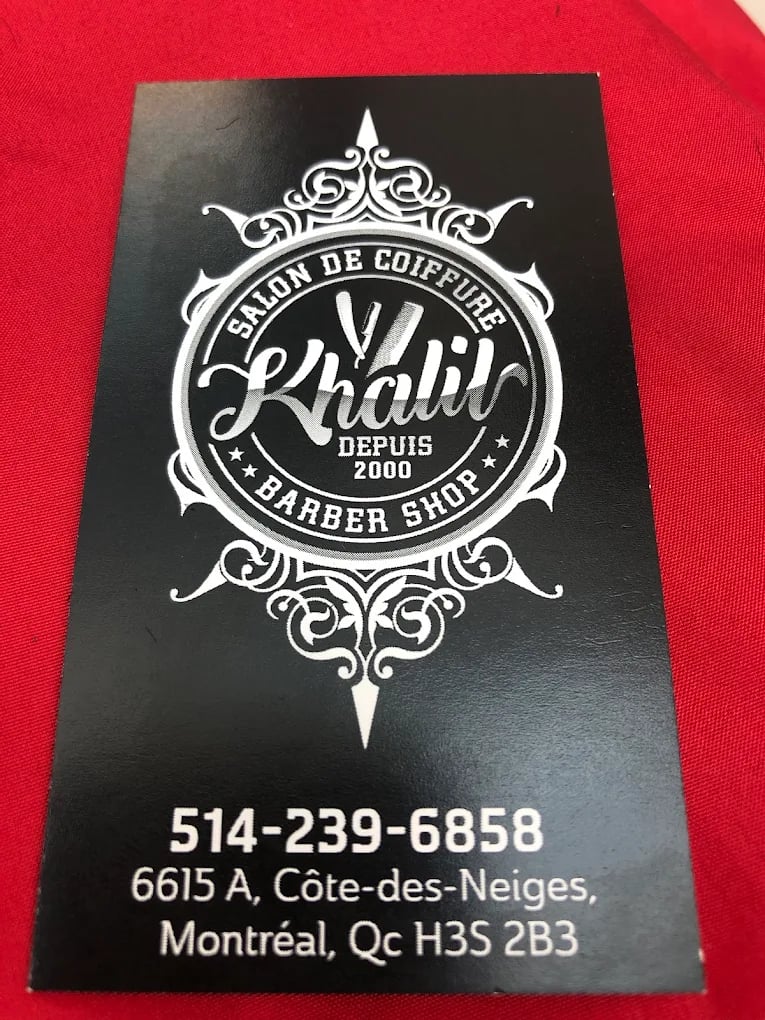 SALON DE COIFFURE
Khalil
DEPUIS
2000
BARBER SHOP
514-239-6858
6615 A, Côte-des-Neiges,
Montréal, Qc H3S 2B3